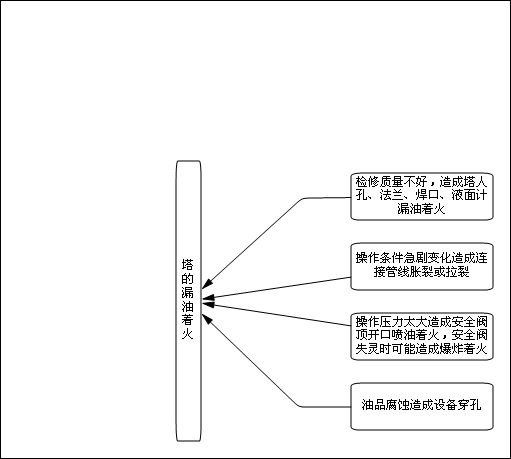 塔的漏油着火
检修质量不好，造成塔人
孔、法兰、焊口、液面计
漏油着火
操作条件急剧变化造成连
接管线胀裂或拉裂
操作压力太大造成安全阀
顶开口喷油着火，安全阀
失灵时可能造成爆炸着火
油品腐蚀造成设备穿孔